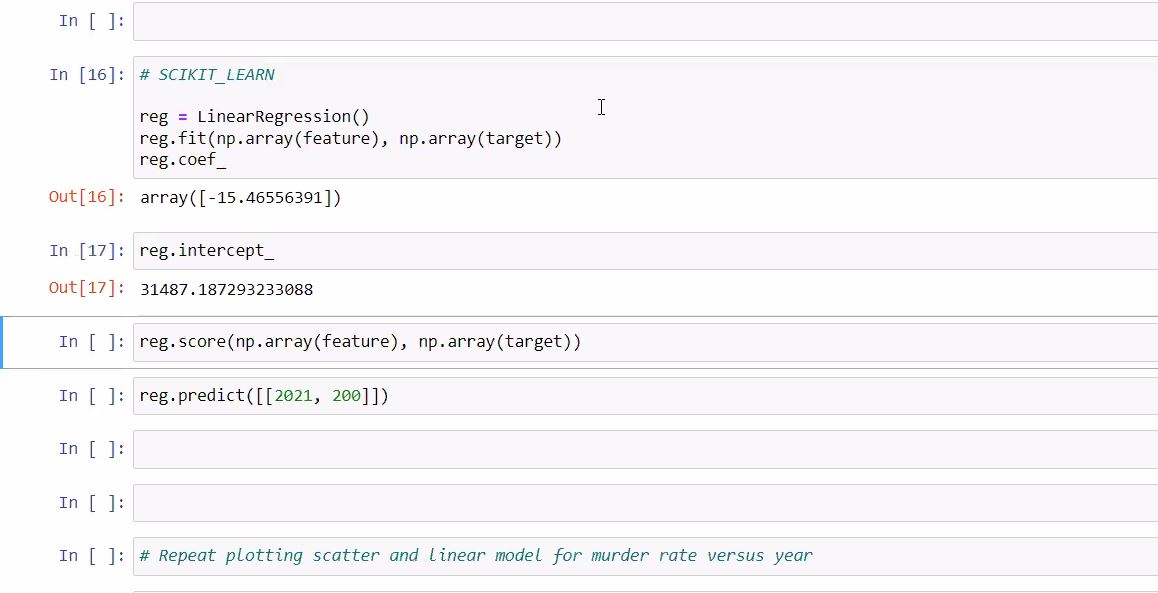 In [ ]:
In [16]: # SCIKIT_LEARN
reg = LinearRegression()
reg.fit(np.array(feature), np.array(target))
reg.coef_
Out[16]: array([-15.46556391])
In [17]: reg.intercept_
Out[17]: 31487.187293233088
In [ ]: reg.score(np.array(feature), np.array(target))
In [ ]: reg.predict([[2021, 200]])
In [ ]:
In [ ]:
In [ ]: # Repeat plotting scatter and linear model for murder rate versus year